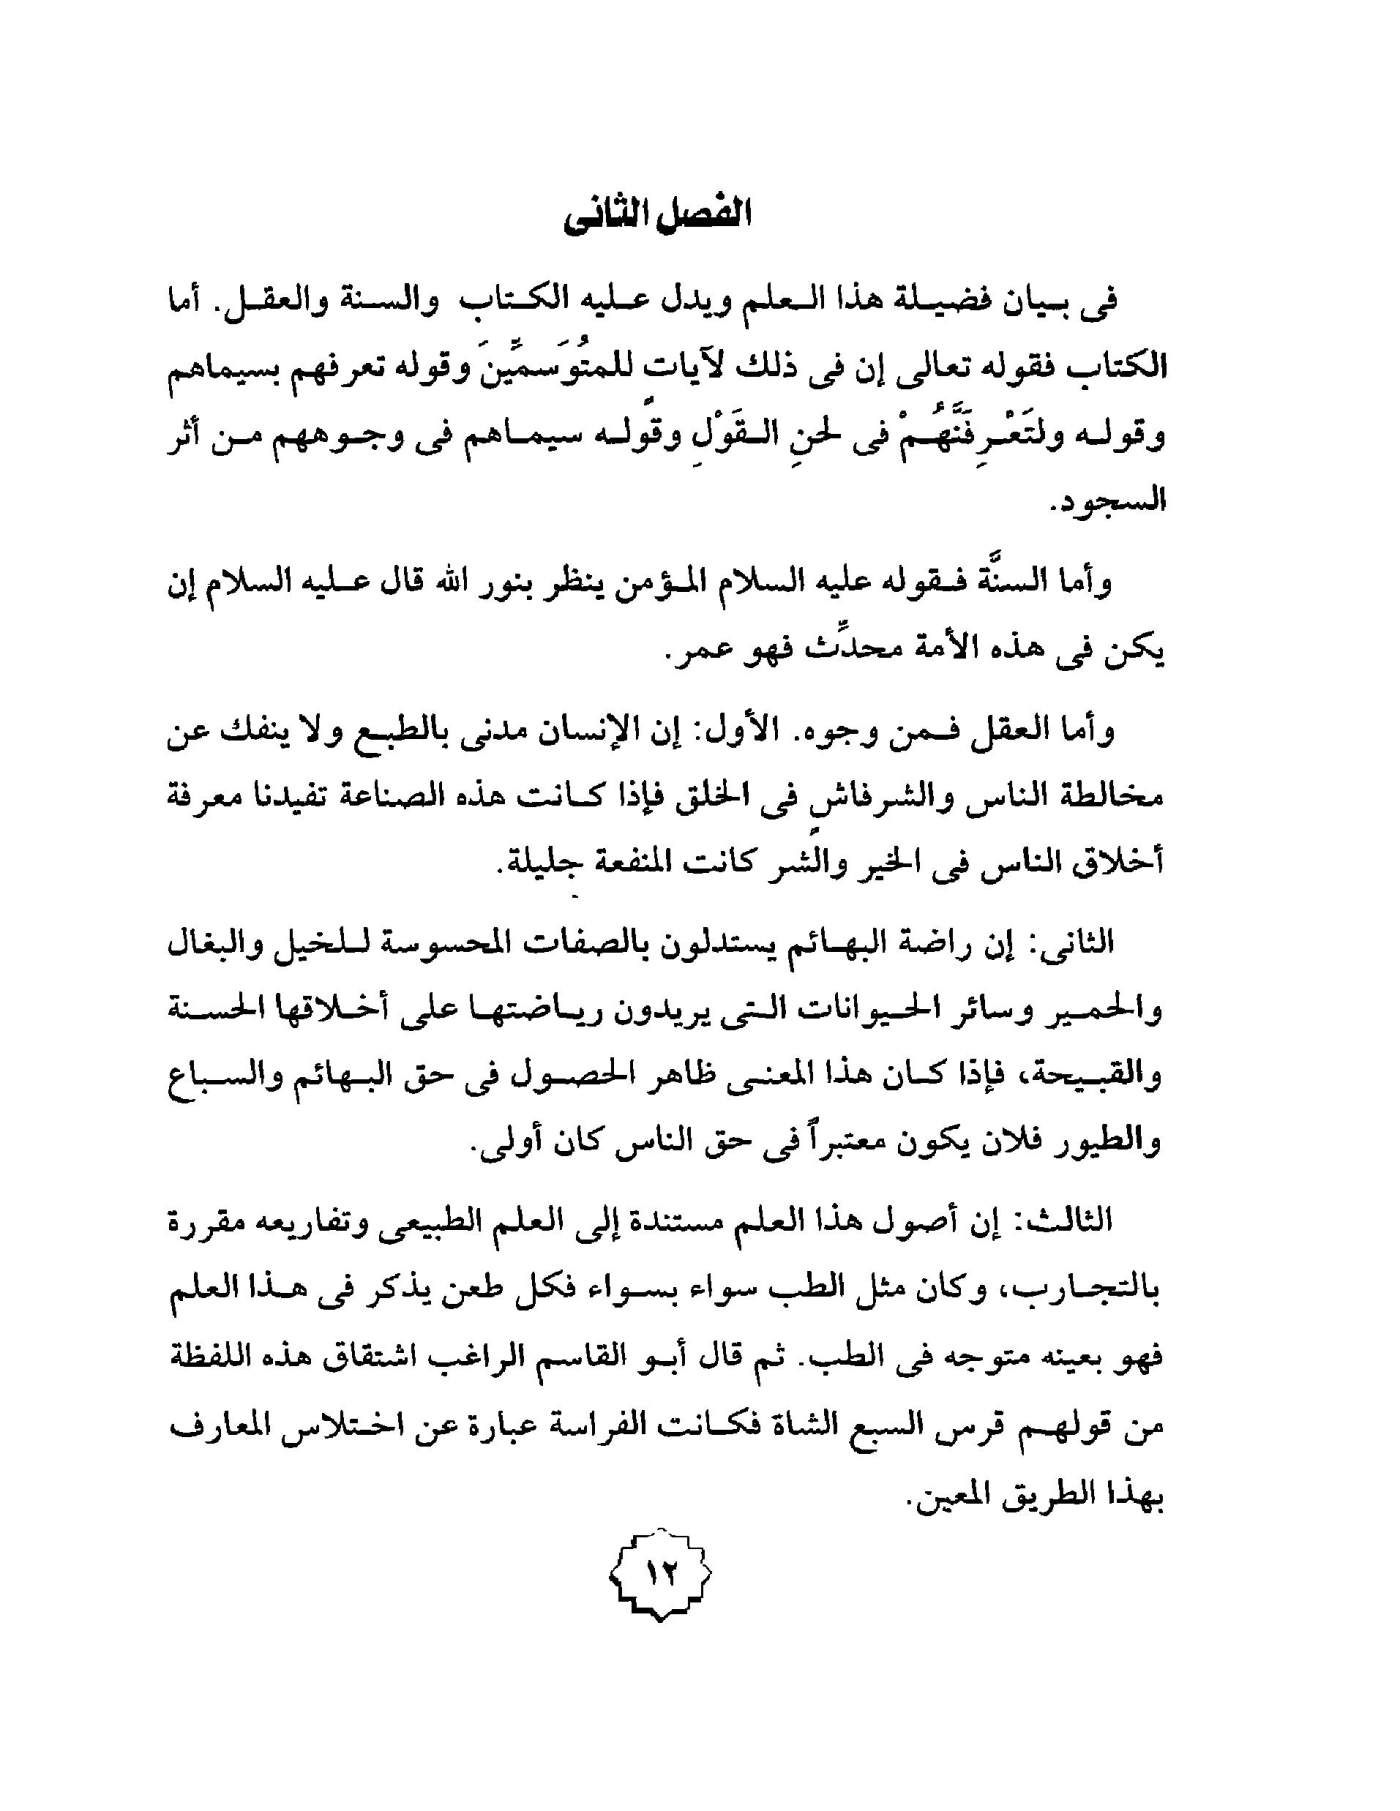 الفصل الثانى
فى بيان فضيلة هذا العلم ويدل عليه الكتاب والسنة والعقل. أما
الكتاب فقوله تعالى إن فى ذلك لآيات للمتُوَسمِّينَ وقوله تعرفهم بسيماهم
وقوله ولتَعْرِفَنَّهُمْ فى لحنِ القَوْلِ وقوله سيماهم فى وجوههم من أثر
السجود.
وأما السنَّة فقوله عليه السلام المؤمن ينظر بنور الله قال عليه السلام إن
يكن فى هذه الأمة محدِّث فهو عمر.
وأما العقل فمن وجوه. الأول: إن الإنسان مدنى بالطبع ولا ينفك عن
مخالطة الناس والشرفاشٍ فى الخلق فإذا كانت هذه الصناعة تفيدنا معرفة
أخلاق الناس فى الخير والشر كانت المنفعة جليلة.
الثانى: إن راضة البهائم يستدلون بالصفات المحسوسة للخيل والبغال
والحمير وسائر الحيوانات التى يريدون رياضتها على أخلاقها الحسنة
والقبيحة، فإذا كان هذا المعنى ظاهر الحصول فى حق البهائم والسباع
والطيور فلان يكون معتبراً فى حق الناس كان أولى.
الثالث: إن أصول هذا العلم مستندة إلى العلم الطبيعى وتفاريعه مقررة
بالتجارب، وكان مثل الطب سواء بسواء فكل طعن يذكر فى هذا العلم
فهو بعينه متوجه فى الطب. ثم قال أبو القاسم الراغب اشتقاق هذه اللفظة
من قولهم قرس السبع الشاة فكانت الفراسة عبارة عن اختلاس المعارف
بهذا الطريق المعين.
١٢